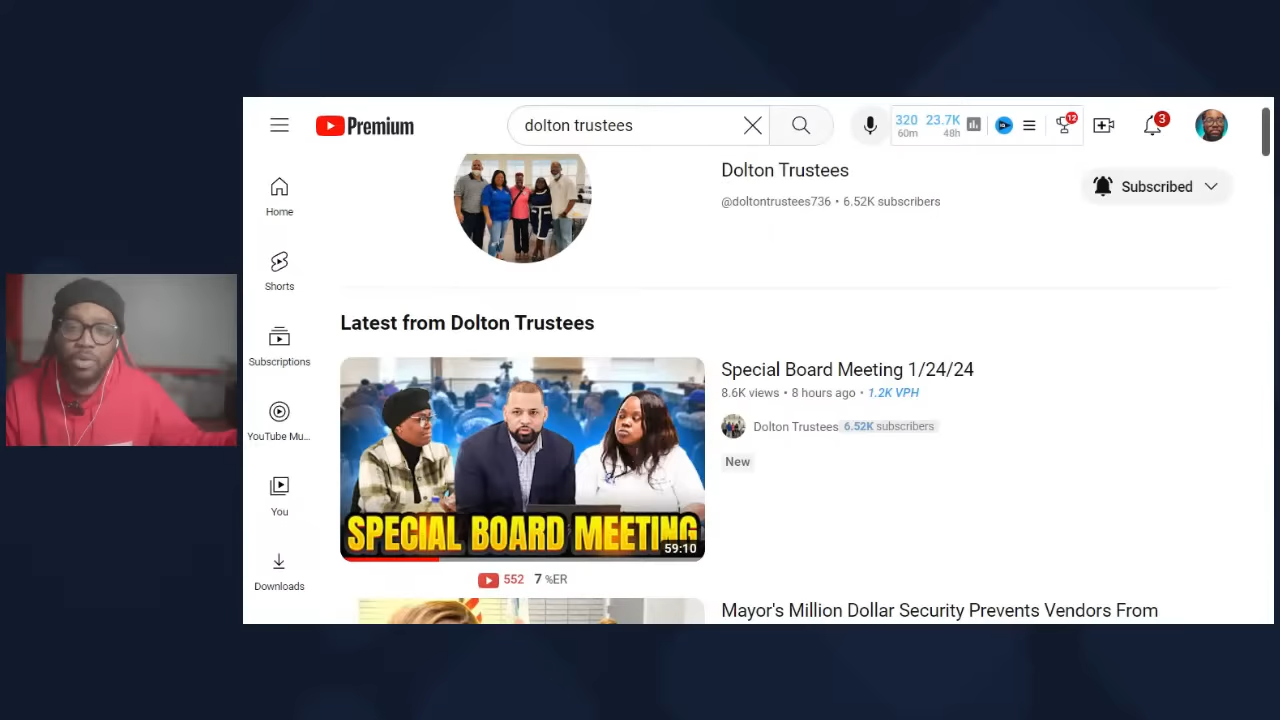 Premium
dolton trustees
320 23.7K
60m 48h
12
3
Home
Shorts
Subscriptions
YouTube Mu...
You
Downloads
Dolton Trustees
@doltontrustees736 • 6.52K subscribers
Subscribed
Latest from Dolton Trustees
SPECIAL BOARD MEETING
59:10
552 7 %ER
Special Board Meeting 1/24/24
8.6K views • 8 hours ago • 1.2K VPH
Dolton Trustees 6.52K subscribers
New
Mayor's Million Dollar Security Prevents Vendors From